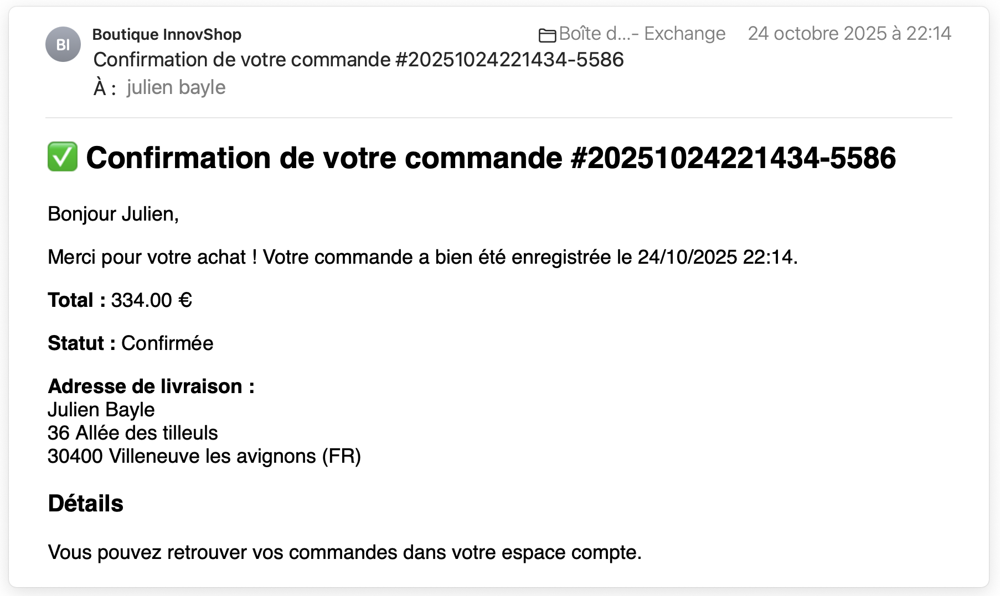 BI
Boutique InnovShop
Boîte d...- Exchange 24 octobre 2025 à 22:14
Confirmation de votre commande #20251024221434-5586
À : julien bayle
✅ Confirmation de votre commande #20251024221434-5586
Bonjour Julien,
Merci pour votre achat ! Votre commande a bien été enregistrée le 24/10/2025 22:14.
Total : 334.00 €
Statut : Confirmée
Adresse de livraison :
Julien Bayle
36 Allée des tilleuls
30400 Villeneuve les avignons (FR)
Détails
Vous pouvez retrouver vos commandes dans votre espace compte.